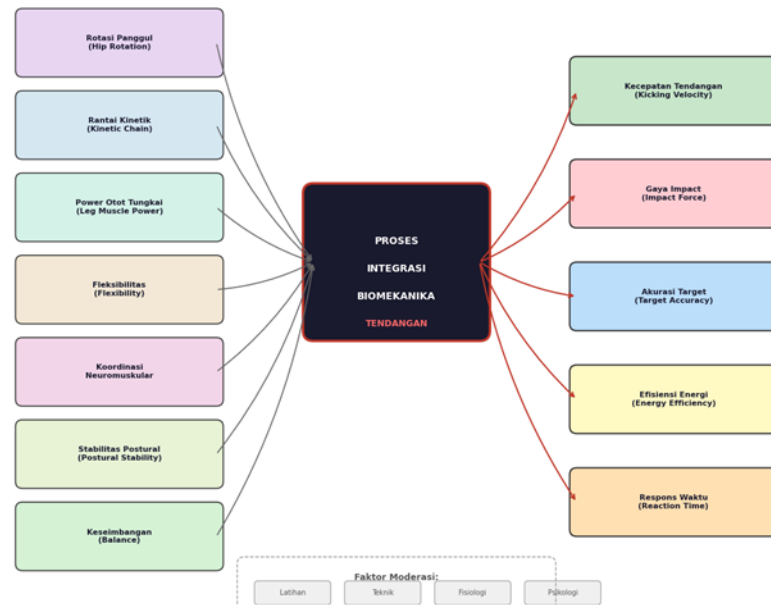 Rotasi Panggul
(Hip Rotation)
Rantai Kinetik
(Kinetic Chain)
Power Otot Tungkai
(Leg Muscle Power)
Fleksibilitas
(Flexibility)
Koordinasi
Neuromuskular
Stabilitas Postural
(Postural Stability)
Keseimbangan
(Balance)
PROSES
INTEGRASI
BIOMEKANIKA
TENDANGAN
Kecepatan Tendangan
(Kicking Velocity)
Gaya Impact
(Impact Force)
Akurasi Target
(Target Accuracy)
Efisiensi Energi
(Energy Efficiency)
Respons Waktu
(Reaction Time)
Faktor Moderasi:
Latihan
Teknik
Fisiologi
Psikologi